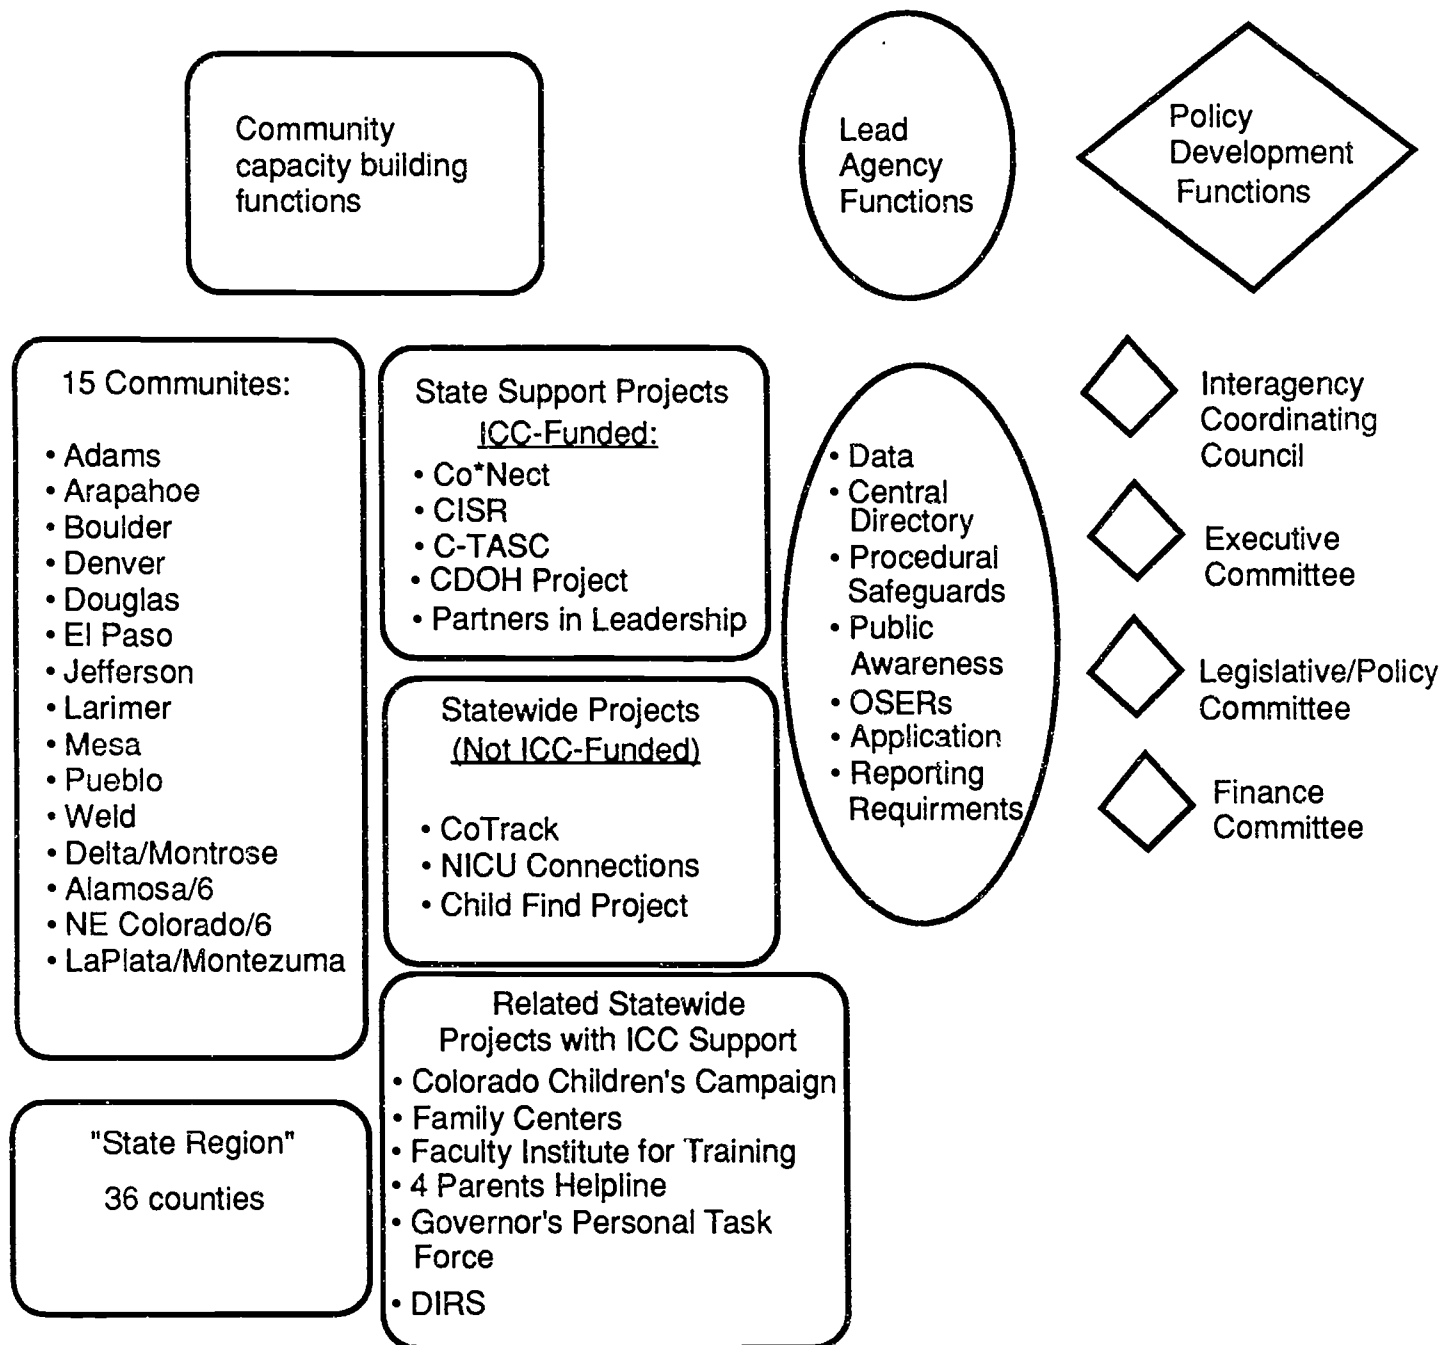 Community
capacity building
functions
Lead
Agency
Functions
Policy
Development
Functions
15 Communites:
• Adams
• Arapahoe
• Boulder
• Denver
• Douglas
• El Paso
• Jefferson
• Larimer
• Mesa
• Pueblo
• Weld
• Delta/Montrose
• Alamosa/6
• NE Colorado/6
• LaPlata/Montezuma
"State Region"
36 counties
State Support Projects
ICC-Funded:
• Co*Nect
• CISR
• C-TASC
• CDOH Project
• Partners in Leadership
Statewide Projects
(Not ICC-Funded)
• CoTrack
• NICU Connections
• Child Find Project
Related Statewide
Projects with ICC Support
• Colorado Children's Campaign
• Family Centers
• Faculty Institute for Training
• 4 Parents Helpline
• Governor's Personal Task
Force
• DIRS
• Data
• Central
Directory
• Procedural
Safeguards
• Public
Awareness
• OSERs
• Application
• Reporting
Requirments
Interagency
Coordinating
Council
Executive
Committee
Legislative/Policy
Committee
Finance
Committee